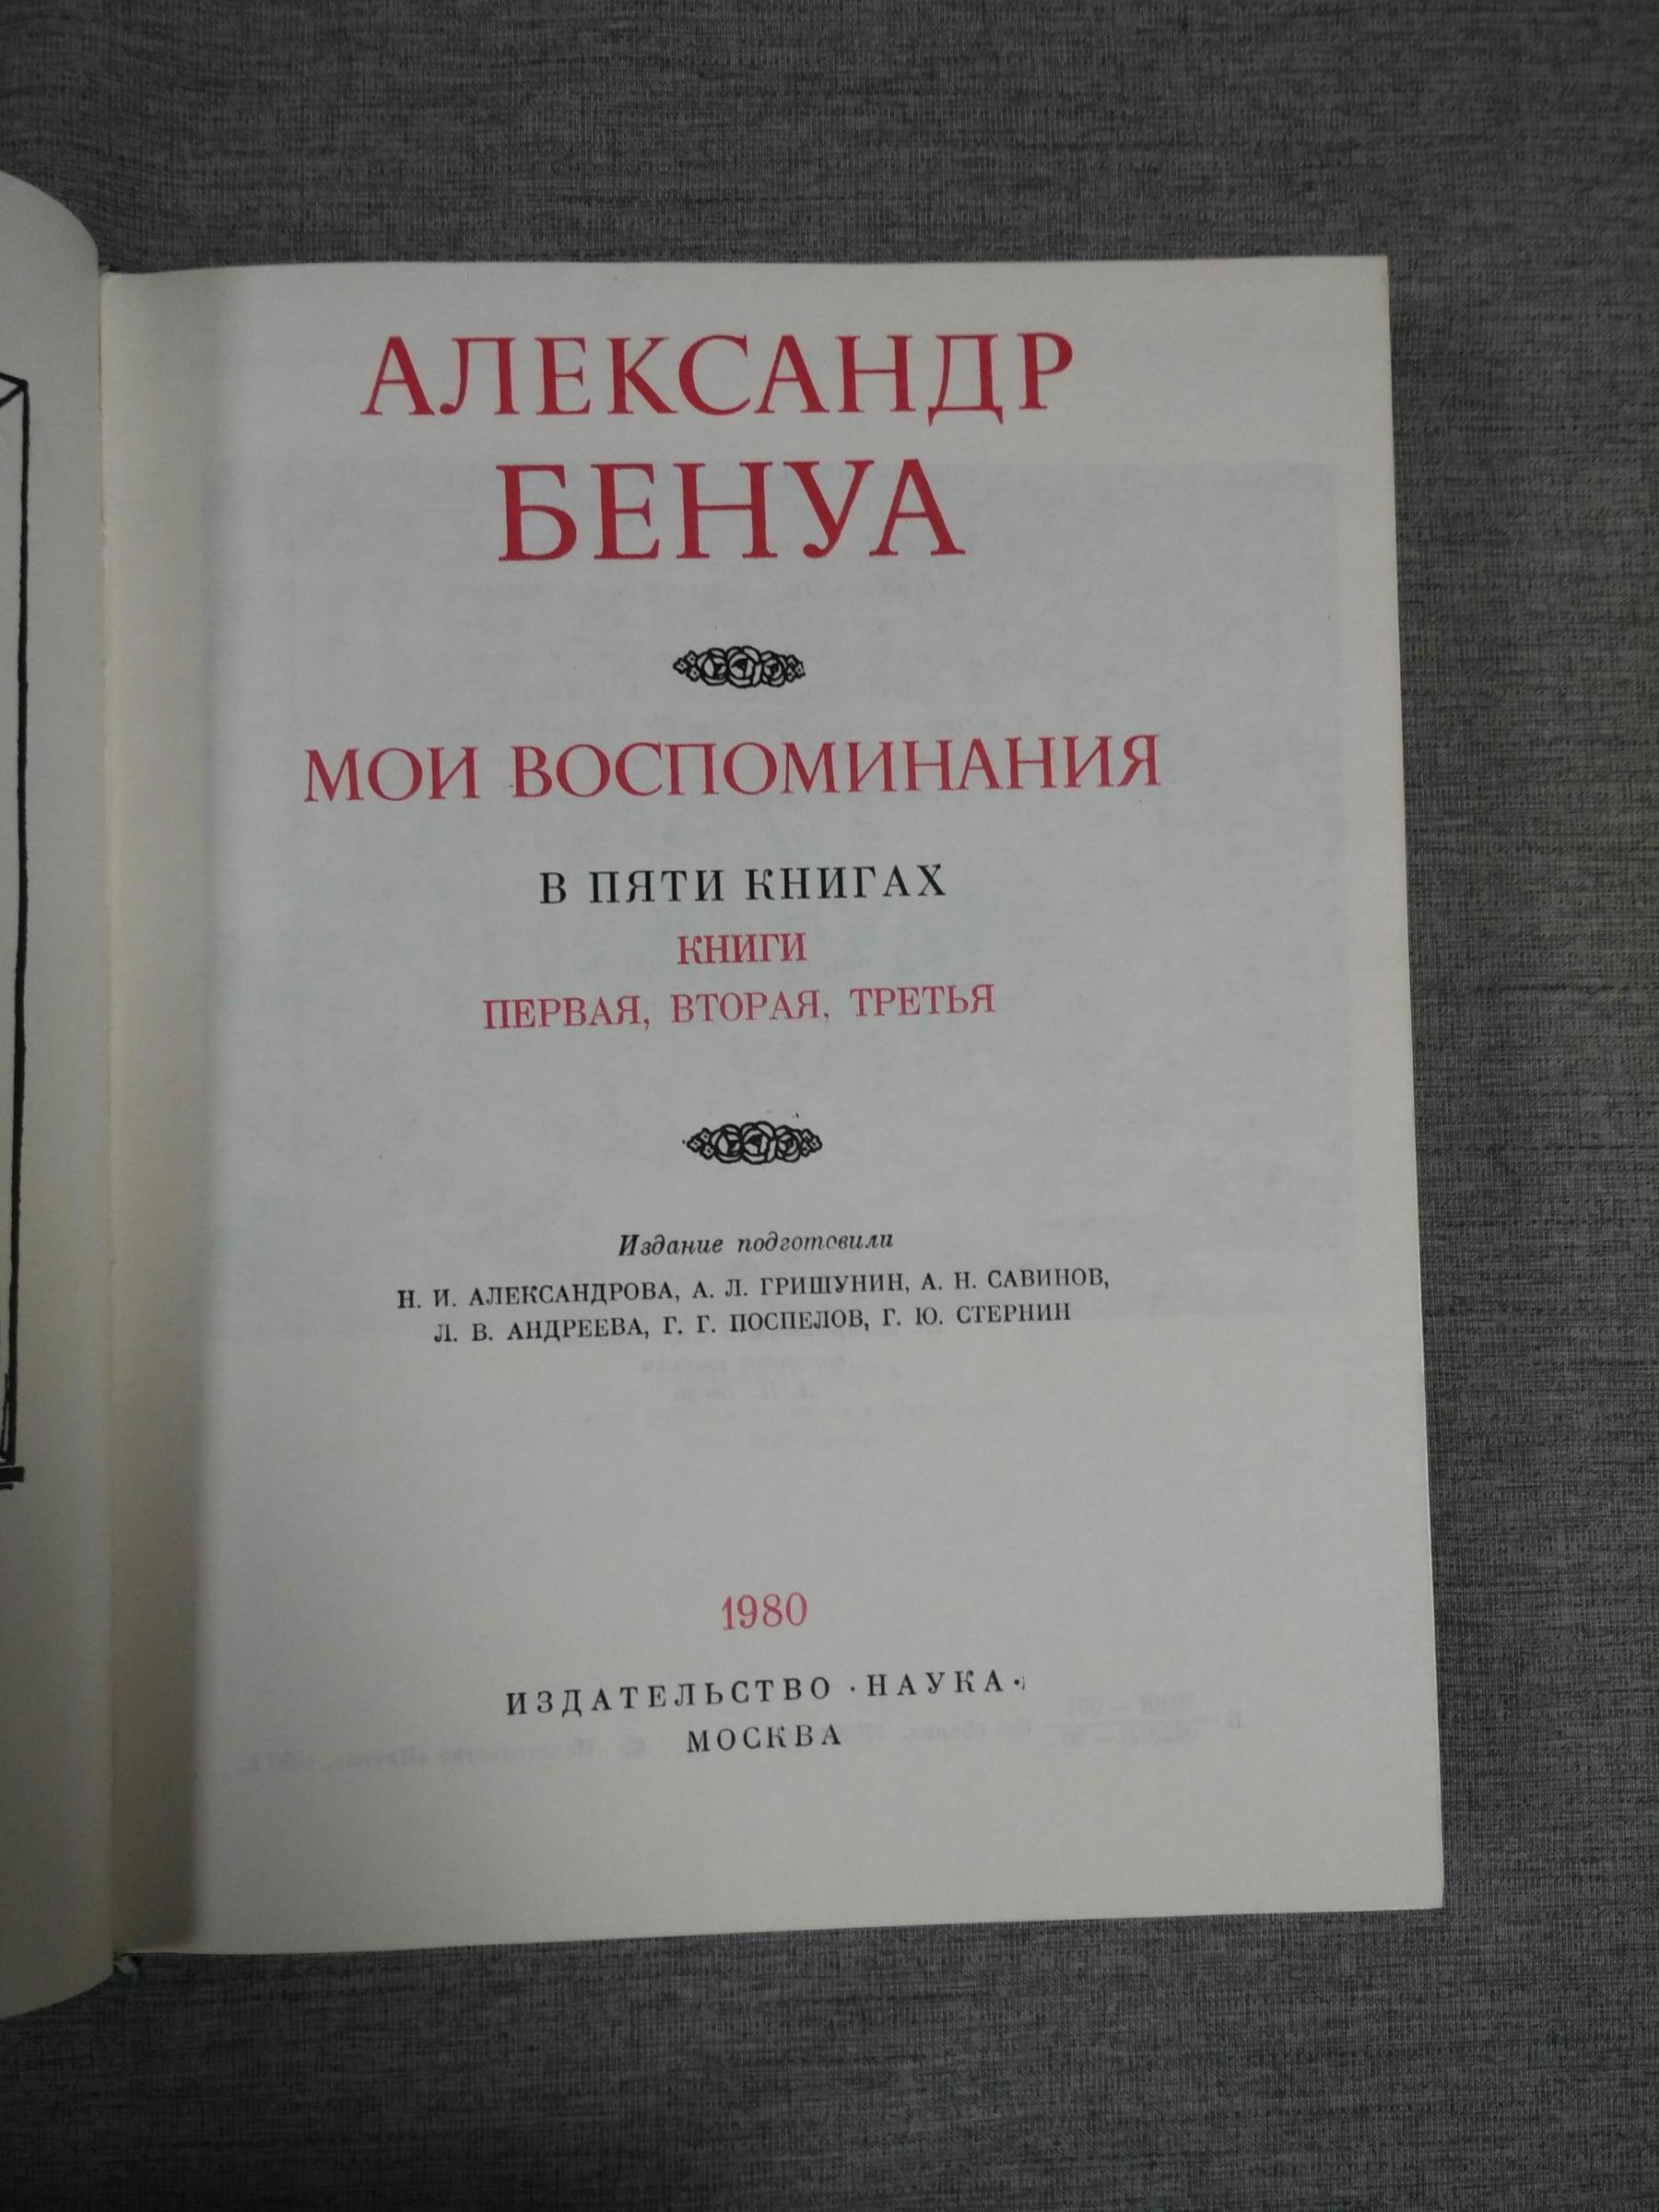 АЛЕКСАНДР
БЕНУА
МОИ ВОСПОМИНАНИЯ
В ПЯТИ КНИГАХ
КНИГИ
ПЕРВАЯ, ВТОРАЯ, ТРЕТЬЯ
Издание подготовили
Н. И. АЛЕКСАНДРОВА, А. Л. ГРИШУНИН, А. Н. САВИНОВ,
Л. В. АНДРЕЕВА, Г. Г. ПОСПЕЛОВ, Г. Ю. СТЕРНИН
1980
ИЗДАТЕЛЬСТВО · НАУКА ·
МОСКВА